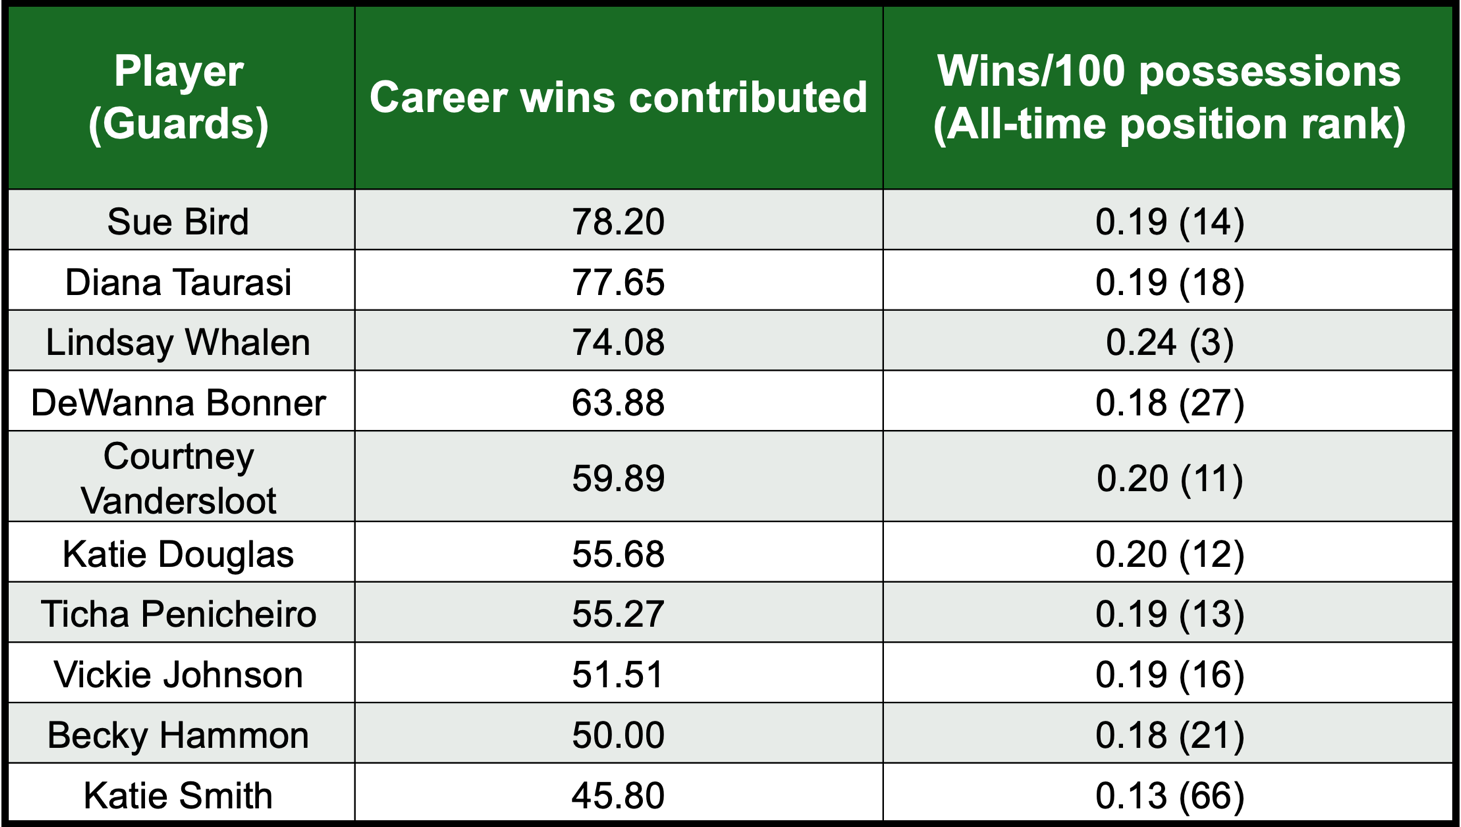 Player
(Guards)
Career wins contributed
Wins/100 possessions
(All-time position rank)
Sue Bird 78.20 0.19 (14)
Diana Taurasi 77.65 0.19 (18)
Lindsay Whalen 74.08 0.24 (3)
DeWanna Bonner 63.88 0.18 (27)
Courtney
Vandersloot 59.89 0.20 (11)
Katie Douglas 55.68 0.20 (12)
Ticha Penicheiro 55.27 0.19 (13)
Vickie Johnson 51.51 0.19 (16)
Becky Hammon 50.00 0.18 (21)
Katie Smith 45.80 0.13 (66)